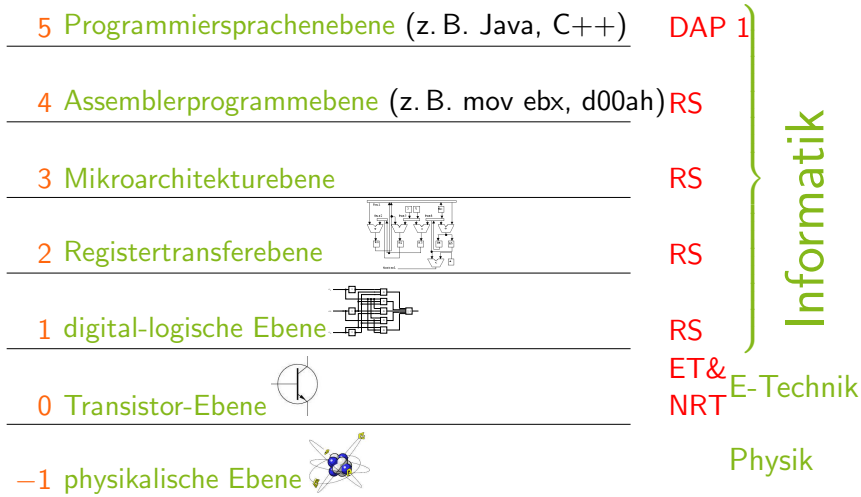 5 Programmiersprachenebene (z. B. Java, C++) DAP 1
4 Assemblerprogrammebene (z. B. mov ebx, d00ah) RS
3 Mikroarchitekturebene RS
2 Registertransferebene RS
1 digital-logische Ebene RS
Informatik
0 Transistor-Ebene ET& NRT E-Technik
−1 physikalische Ebene Physik